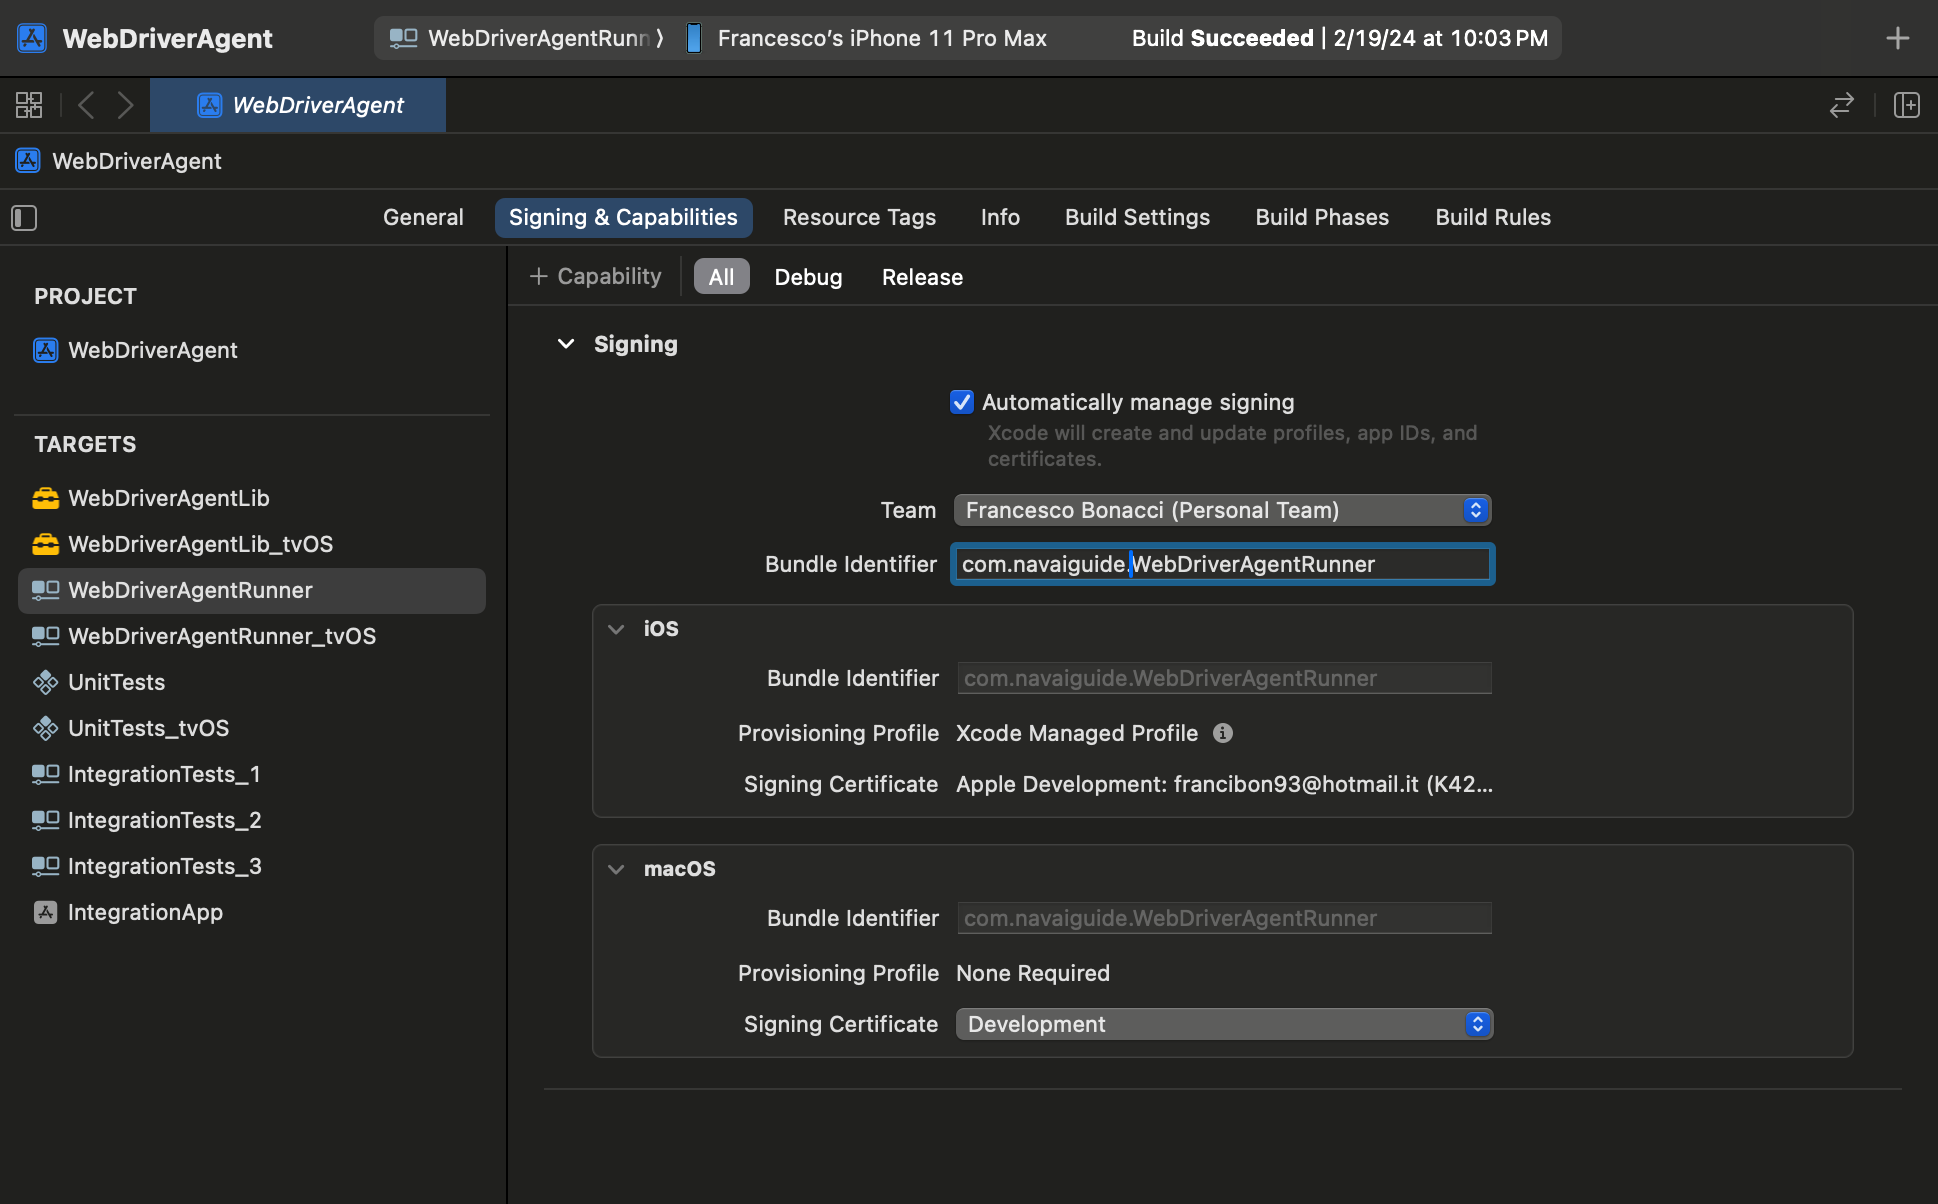 WebDriverAgent
WebDriverAgentRunn
Francesco’s iPhone 11 Pro Max
Build Succeeded | 2/19/24 at 10:03 PM
WebDriverAgent
WebDriverAgent
General
Signing & Capabilities
Resource Tags
Info
Build Settings
Build Phases
Build Rules
PROJECT
WebDriverAgent
TARGETS
WebDriverAgentLib
WebDriverAgentLib_tvOS
WebDriverAgentRunner
WebDriverAgentRunner_tvOS
UnitTests
UnitTests_tvOS
IntegrationTests_1
IntegrationTests_2
IntegrationTests_3
IntegrationApp
+ Capability
All
Debug
Release
Signing
Automatically manage signing
Xcode will create and update profiles, app IDs, and
certificates.
Team
Francesco Bonacci (Personal Team)
Bundle Identifier
com.navaiguide.WebDriverAgentRunner
iOS
Bundle Identifier
com.navaiguide.WebDriverAgentRunner
Provisioning Profile
Xcode Managed Profile
Signing Certificate
Apple Development: francibon93@hotmail.it (K42...
macOS
Bundle Identifier
com.navaiguide.WebDriverAgentRunner
Provisioning Profile
None Required
Signing Certificate
Development